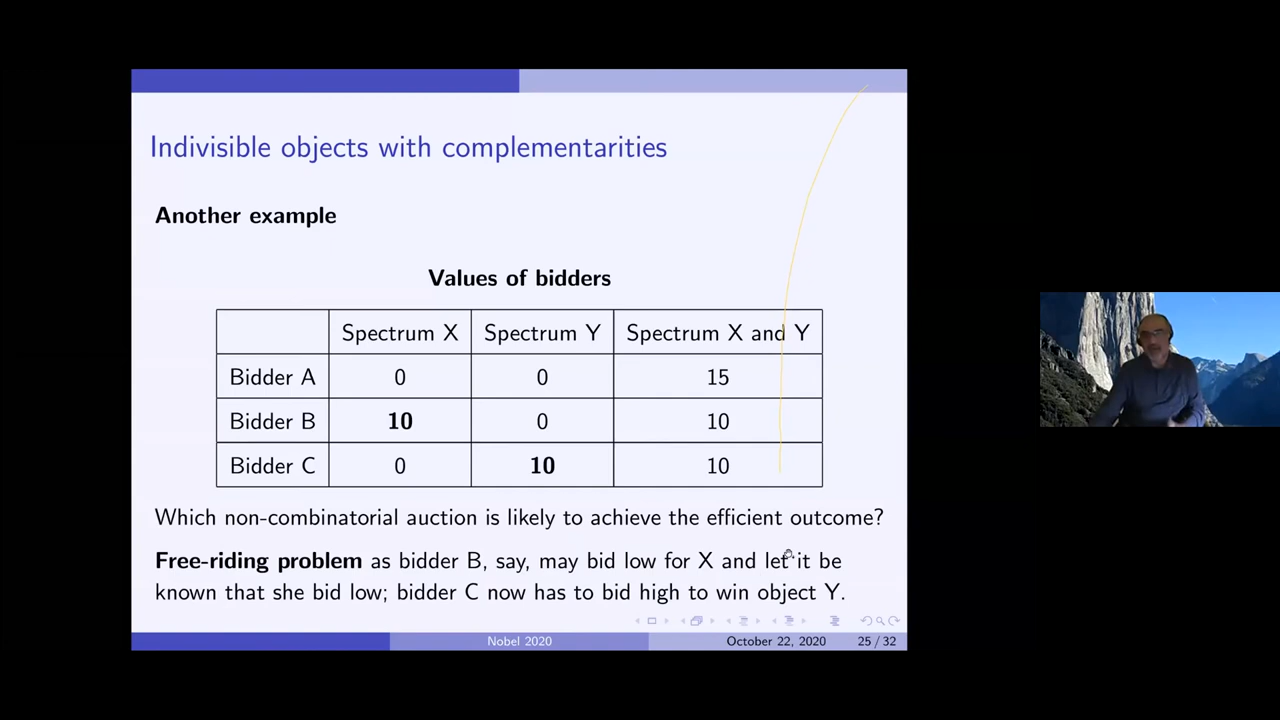 Indivisible objects with complementarities
Another example
Values of bidders
Spectrum X Spectrum Y Spectrum X and Y
Bidder A 0 0 15
Bidder B 10 0 10
Bidder C 0 10 10
Which non-combinatorial auction is likely to achieve the efficient outcome?
Free-riding problem as bidder B, say, may bid low for X and let it be
known that she bid low; bidder C now has to bid high to win object Y.
Nobel 2020 October 22, 2020 25 / 32